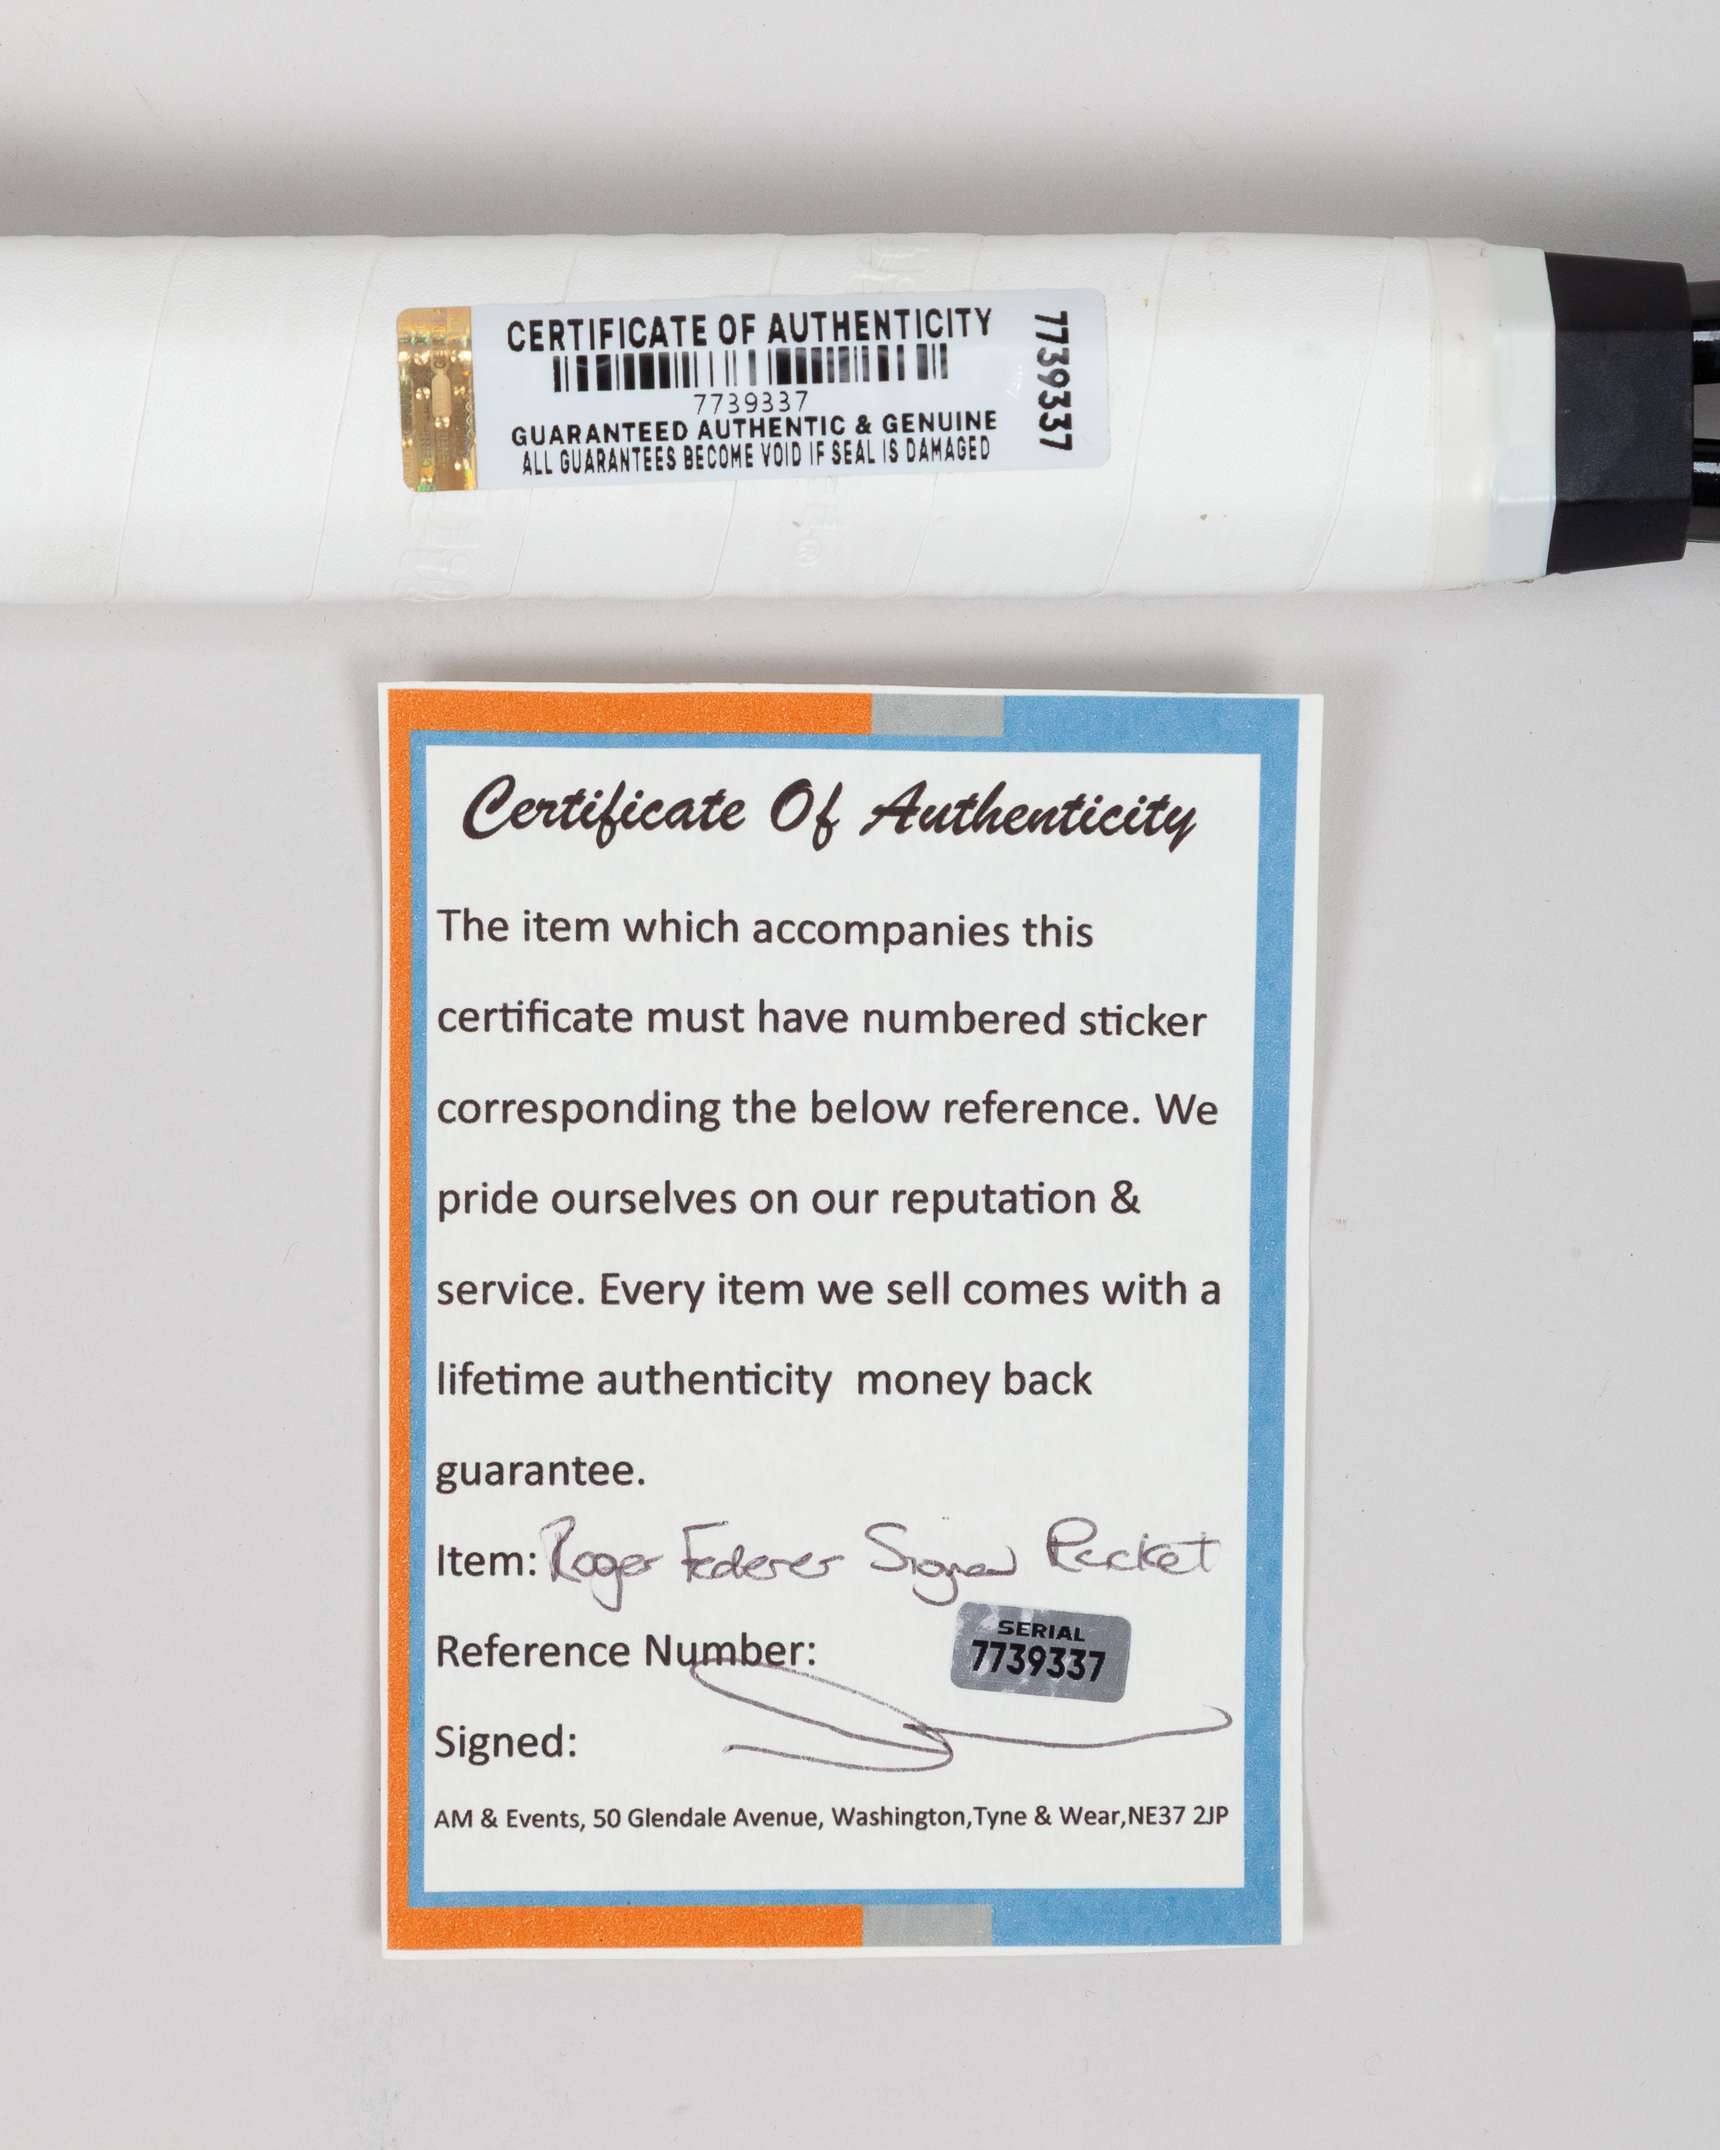 CERTIFICATE OF AUTHENTICITY
7739337
GUARANTEED AUTHENTIC & GENUINE
ALL GUARANTEES BECOME VOID IF SEAL IS DAMAGED
7739337
Certificate Of Authenticity
The item which accompanies this
certificate must have numbered sticker
corresponding the below reference. We
pride ourselves on our reputation &
service. Every item we sell comes with a
lifetime authenticity money back
guarantee.
Item: Roger Federer Signed Racket
Reference Number:
SERIAL
7739337
Signed:
AM & Events, 50 Glendale Avenue, Washington,Tyne & Wear,NE37 2JP